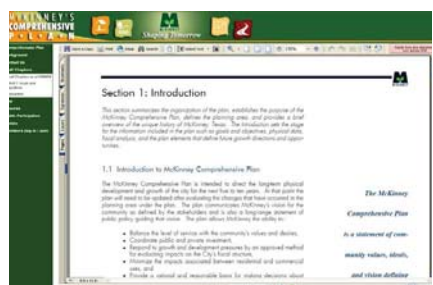 MCKINNEY'S
COMPREHENSIVE
PLAN
Shaping Tomorrow
Section 1: Introduction
This section summarizes the organization of the plan, establishes the purpose of the
McKinney Comprehensive Plan, defines the planning area, and provides a brief
overview of the unique history of McKinney, Texas. The Introduction sets the stage
for the information included in the plan such as goals and objectives, physical data,
fiscal analysis, and the plan elements that define future growth directions and oppor-
tunities.
1.1 Introduction to McKinney Comprehensive Plan
The McKinney Comprehensive Plan is intended to direct the long-term physical
development and growth of the city for the next five to ten years. At that point the
plan will need to be updated after evaluating the changes that have occurred in the
planning area under the plan. The plan communicates McKinney's vision for the
community as defined by the stakeholders and is also a long-range statement of
public policy guiding that vision. The plan allows McKinney the ability to:
The McKinney
Comprehensive Plan
is a statement of com-
munity values, ideals,
and vision defining
• Balance the level of service with the community's values and desires,
• Coordinate public and private investment,
• Respond to growth and development pressures by an approved method
for evaluating impacts on the City's fiscal structure,
• Minimize the impacts associated between residential and commercial
uses, and
• Provide a rational and reasonable basis for making decisions about